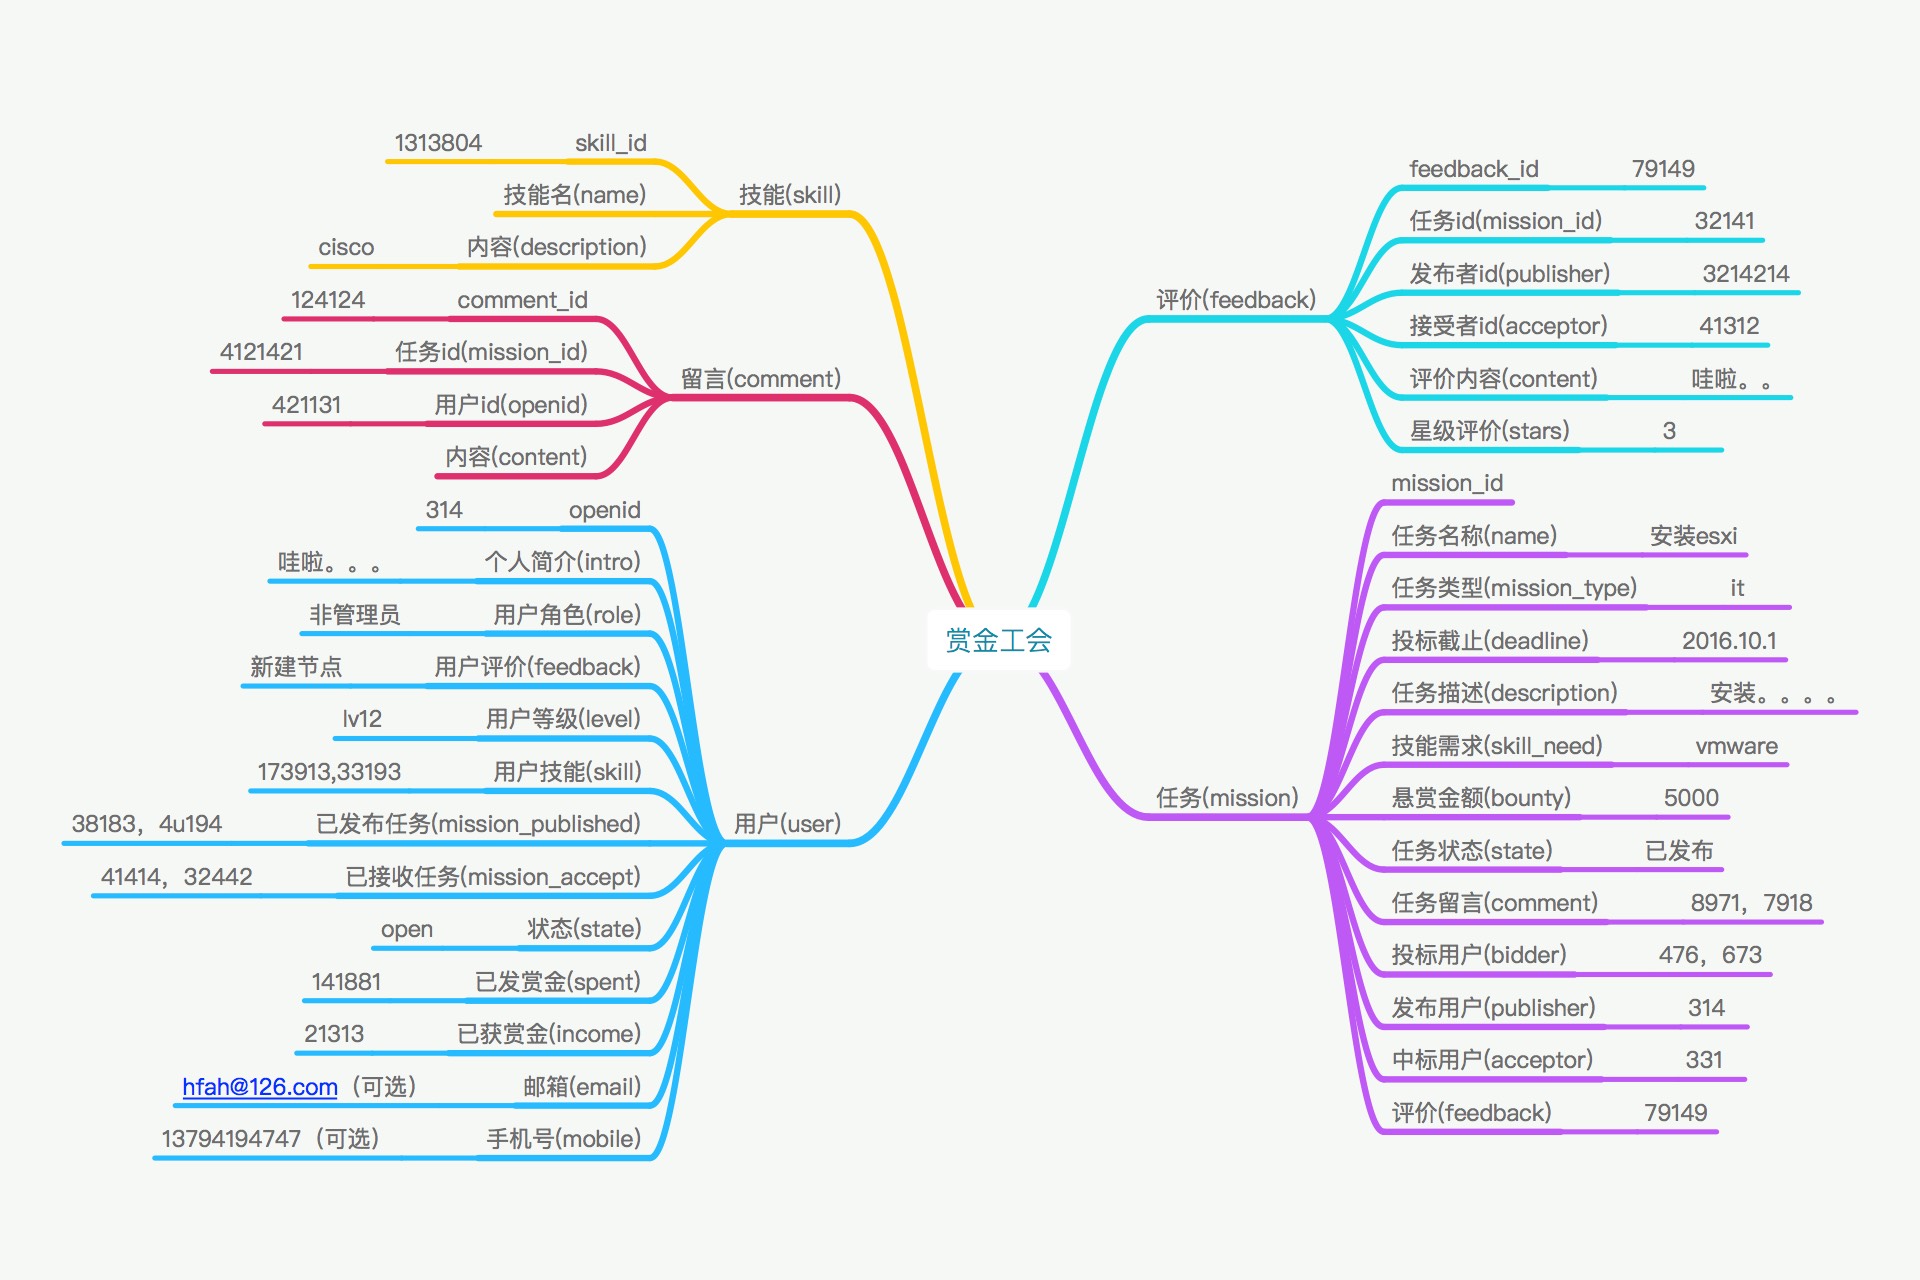 赏金工会
技能(skill)
skill_id
1313804
技能名(name)
内容(description)
cisco
留言(comment)
comment_id
124124
任务id(mission_id)
4121421
用户id(openid)
421131
内容(content)
用户(user)
openid
314
个人简介(intro)
哇啦。。。
用户角色(role)
非管理员
用户评价(feedback)
新建节点
用户等级(level)
lv12
用户技能(skill)
173913,33193
已发布任务(mission_published)
38183，4u194
已接收任务(mission_accept)
41414，32442
状态(state)
open
已发赏金(spent)
141881
已获赏金(income)
21313
邮箱(email)
hfah@126.com（可选）
手机号(mobile)
13794194747（可选）
评价(feedback)
feedback_id
79149
任务id(mission_id)
32141
发布者id(publisher)
3214214
接受者id(acceptor)
41312
评价内容(content)
哇啦。。
星级评价(stars)
3
任务(mission)
mission_id
任务名称(name)
安装esxi
任务类型(mission_type)
it
投标截止(deadline)
2016.10.1
任务描述(description)
安装。。。。
技能需求(skill_need)
vmware
悬赏金额(bounty)
5000
任务状态(state)
已发布
任务留言(comment)
8971，7918
投标用户(bidder)
476，673
发布用户(publisher)
314
中标用户(acceptor)
331
评价(feedback)
79149